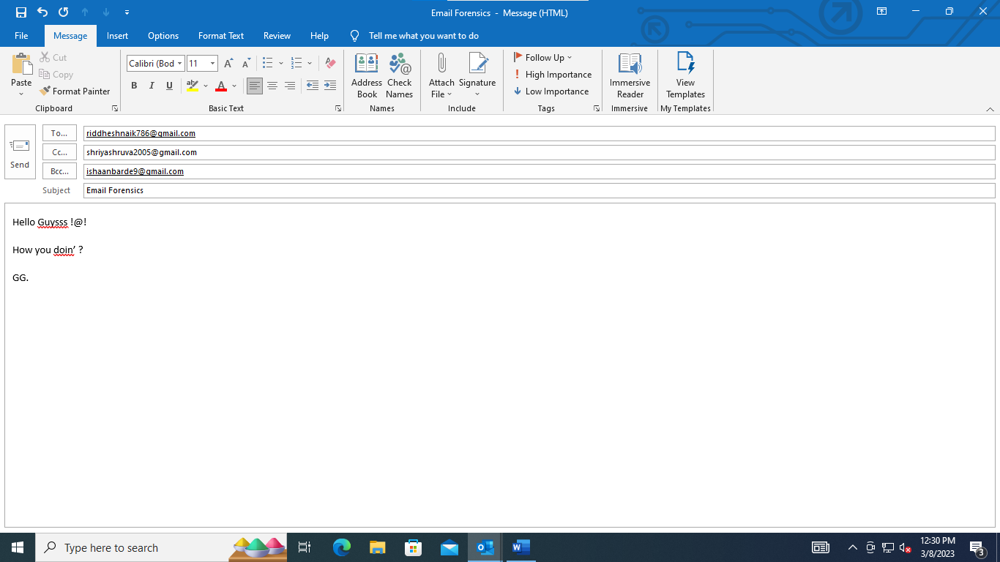 Email Forensics - Message (HTML)
File Message Insert Options Format Text Review Help Tell me what you want to do
Paste
Cut
Copy
Format Painter
Clipboard
Calibri (Bod 11
B I U
Basic Text
Address Book
Check Names
Names
Attach File
Signature
Include
Follow Up
High Importance
Low Importance
Tags
Immersive Reader
Immersive
View Templates
My Templates
Send
To... riddheshnaik786@gmail.com
Cc... shriyashruva2005@gmail.com
Bcc... ishaanbarde9@gmail.com
Subject Email Forensics
Hello Guysss !@!
How you doin’ ?
GG.
Type here to search
12:30 PM
3/8/2023
3